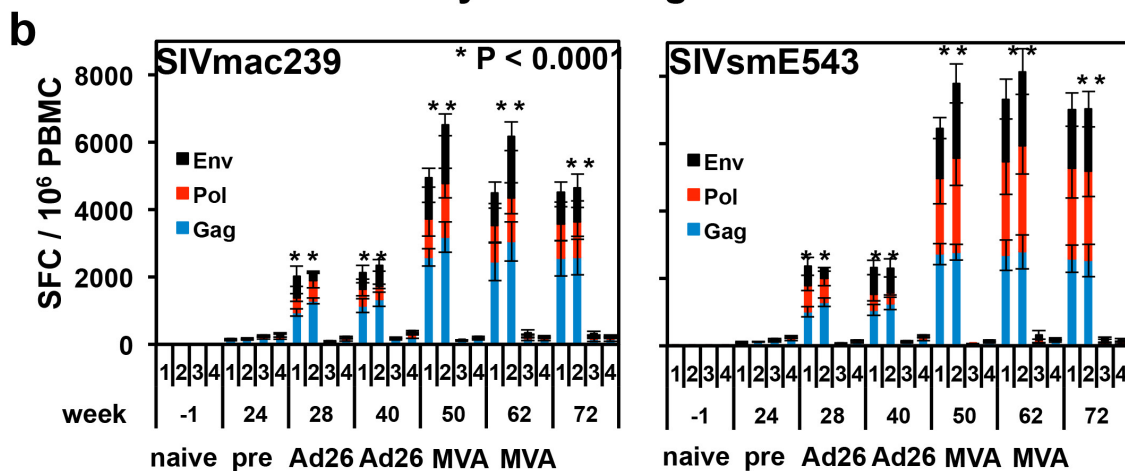 b
SIVmac239 * P < 0.0001
SFC / 10⁶ PBMC
8000
6000
4000
2000
0
Env
Pol
Gag
* * * * * * * * * *
1 2 3 4 1 2 3 4 1 2 3 4 1 2 3 4 1 2 3 4 1 2 3 4 1 2 3 4
week -1 24 28 40 50 62 72
naive pre Ad26 Ad26 MVA MVA
SIVsmE543
Env
Pol
Gag
* * * * * * * * * *
1 2 3 4 1 2 3 4 1 2 3 4 1 2 3 4 1 2 3 4 1 2 3 4 1 2 3 4
-1 24 28 40 50 62 72
naive pre Ad26 Ad26 MVA MVA